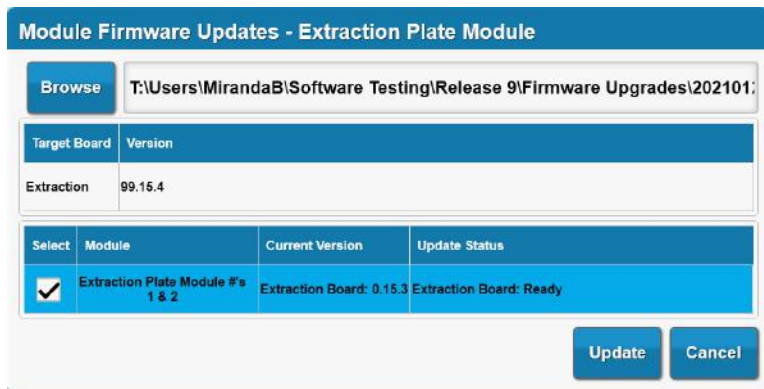 Module Firmware Updates - Extraction Plate Module
Browse T:\Users\MirandaB\Software Testing\Release 9\Firmware Upgrades\202101
Target Board Version
Extraction 99.15.4
Select Module Current Version Update Status
Extraction Plate Module #'s
1 & 2
Extraction Board: 0.15.3 Extraction Board: Ready
Update Cancel